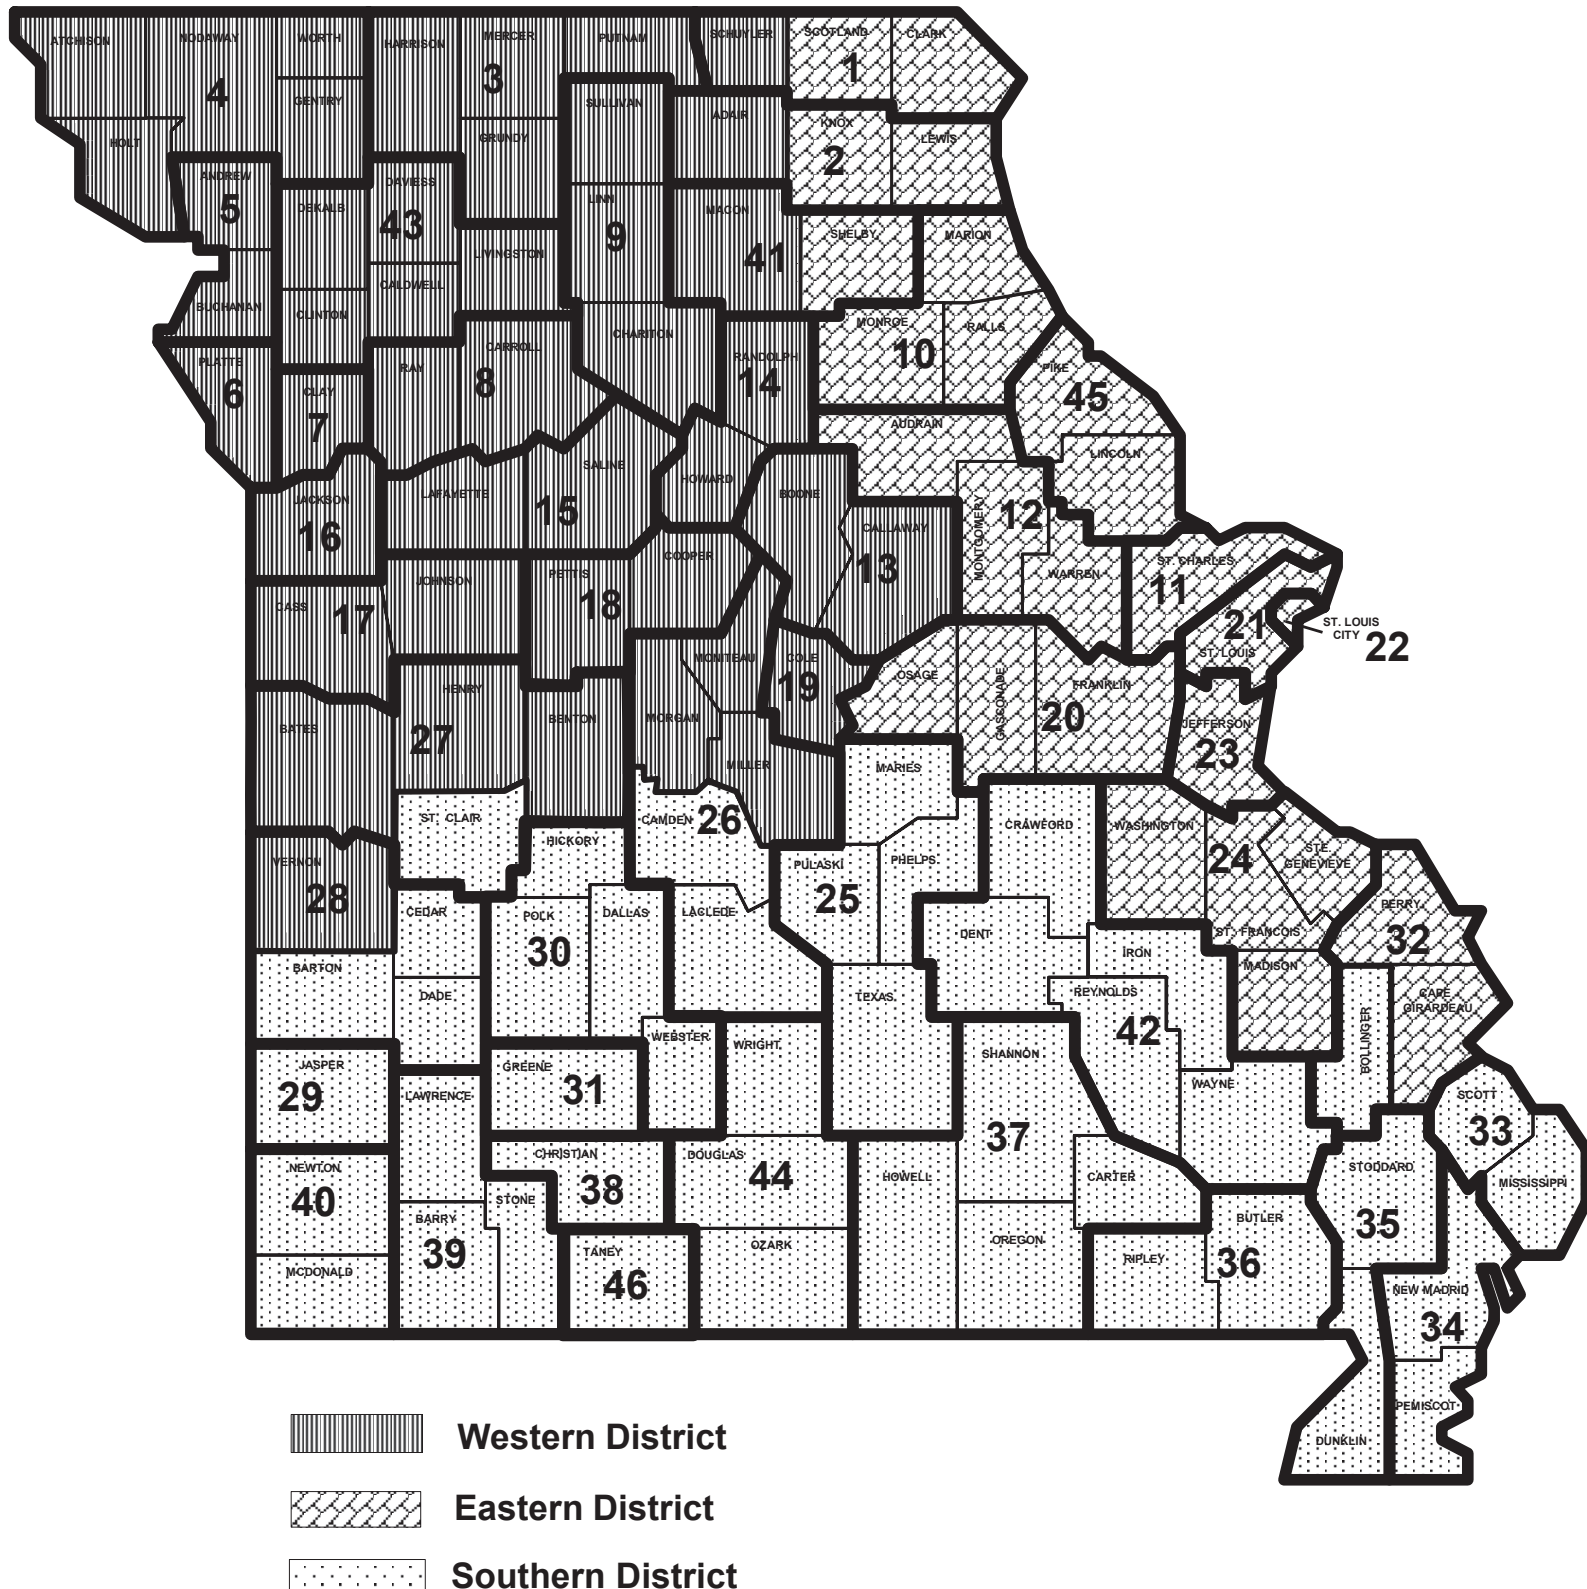 ATCHISON
NODAWAY
WORTH
HARRISON
MERCER
PUTNAM
SCHUYLER
SCOTLAND
CLARK
4
3
1
GENTRY
SULLIVAN
ADAIR
KNOX
LEWIS
HOLT
GRUNDY
2
ANDREW
5
DEKALB
DAVIESS
43
LINN
9
MACON
41
SHELBY
MARION
LIVINGSTON
BUCHANAN
CLINTON
CALDWELL
CHARITON
MONROE
10
RALLS
PLATTE
6
CLAY
7
RAY
CARROLL
8
RANDOLPH
14
PIKE
45
AUDRAIN
LINCOLN
JACKSON
16
LAFAYETTE
SALINE
15
HOWARD
BOONE
CALLAWAY
13
MONTGOMERY
12
WARREN
ST. CHARLES
11
CASS
17
JOHNSON
PETTIS
18
COOPER
21
ST. LOUIS
ST. LOUIS
CITY
22
MONITEAU
COLE
19
OSAGE
GASCONADE
FRANKLIN
20
HENRY
27
BENTON
MORGAN
MILLER
BATES
JEFFERSON
23
MARIES
ST. CLAIR
HICKORY
CAMDEN
26
CRAWFORD
WASHINGTON
24
STE.
GENEVIEVE
VERNON
28
PULASKI
25
PHELPS
CEDAR
POLK
30
DALLAS
LACLEDE
DENT
ST. FRANCOIS
PERRY
32
BARTON
IRON
MADISON
DADE
TEXAS
REYNOLDS
42
CAPE
GIRARDEAU
BOLLINGER
JASPER
29
GREENE
31
WEBSTER
WRIGHT
SHANNON
37
WAYNE
LAWRENCE
SCOTT
33
NEWTON
40
CHRISTIAN
38
DOUGLAS
44
HOWELL
CARTER
STODDARD
35
MISSISSIPPI
STONE
BARRY
39
TANEY
46
OZARK
OREGON
RIPLEY
BUTLER
36
MCDONALD
NEW MADRID
34
PEMISCOT
DUNKLIN
Western District
Eastern District
Southern District